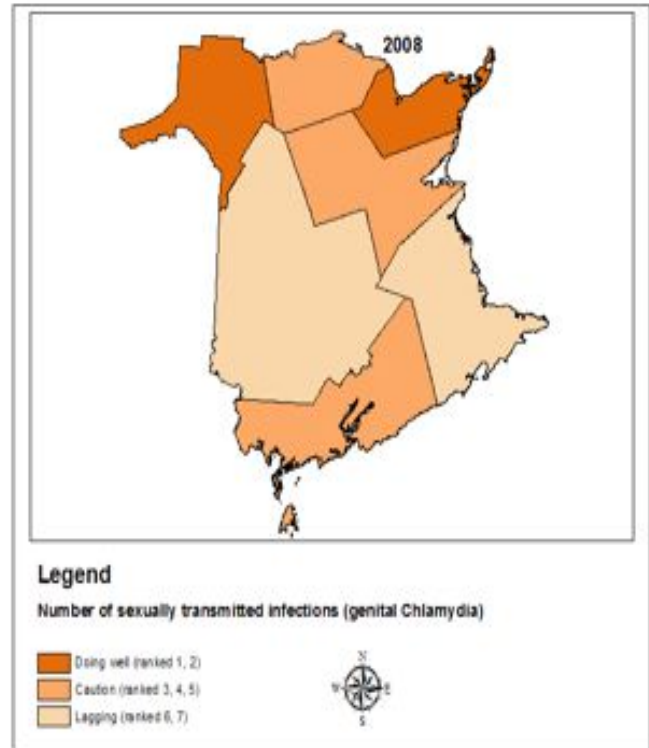 2008
Legend
Number of sexually transmitted infections (genital Chlamydia)
Doing well (ranked 1, 2)
Caution (ranked 3, 4, 5)
Lagging (ranked 6, 7)
N
W E
S